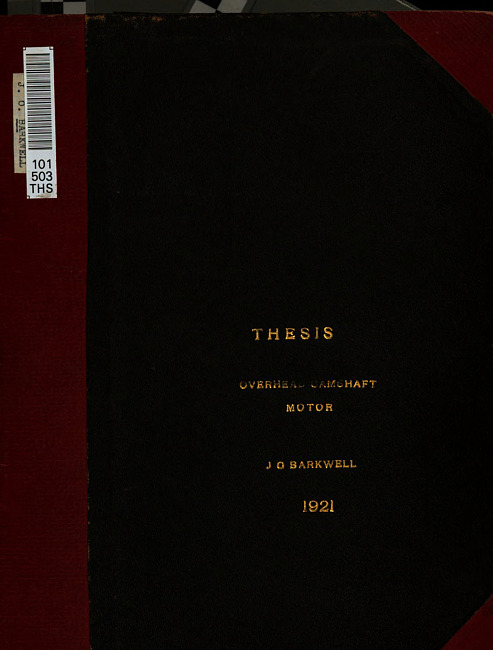 J. O. BARKWELL
101
503
THS
THESIS
OVERHEAD CAMSHAFT
MOTOR
J O BARKWELL
1921